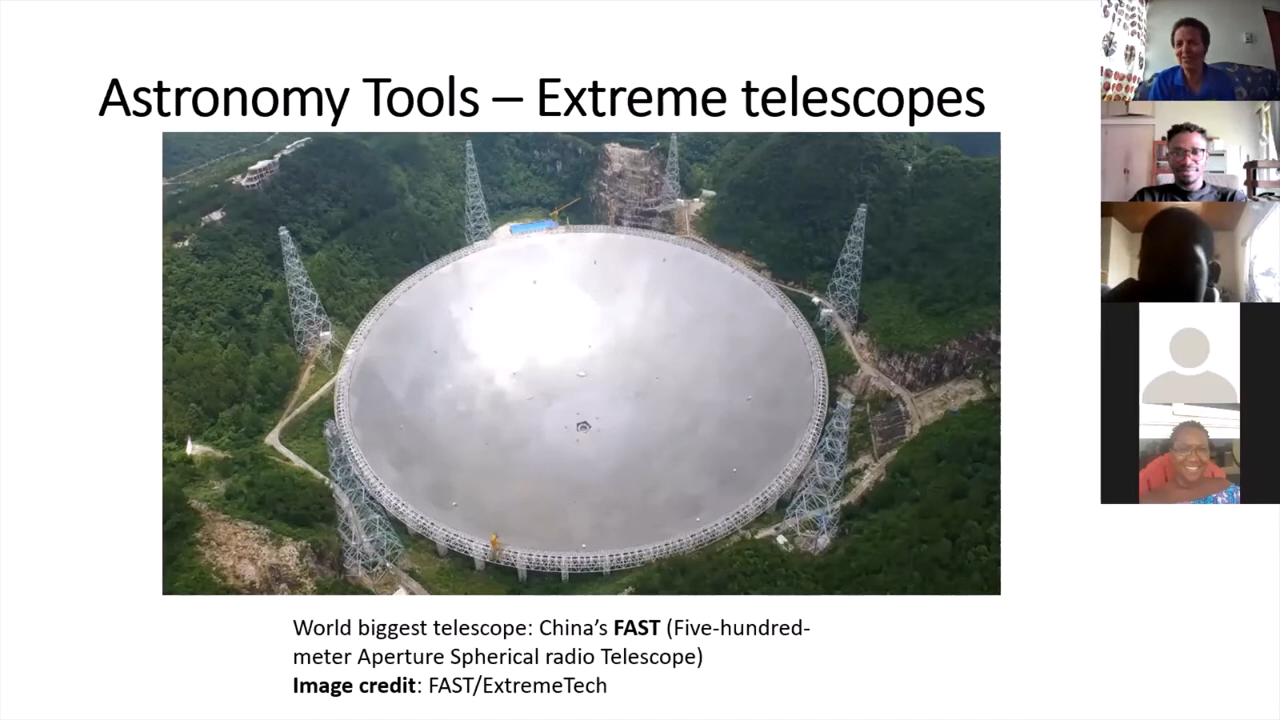 Astronomy Tools – Extreme telescopes
World biggest telescope: China’s FAST (Five-hundred-
meter Aperture Spherical radio Telescope)
Image credit: FAST/ExtremeTech